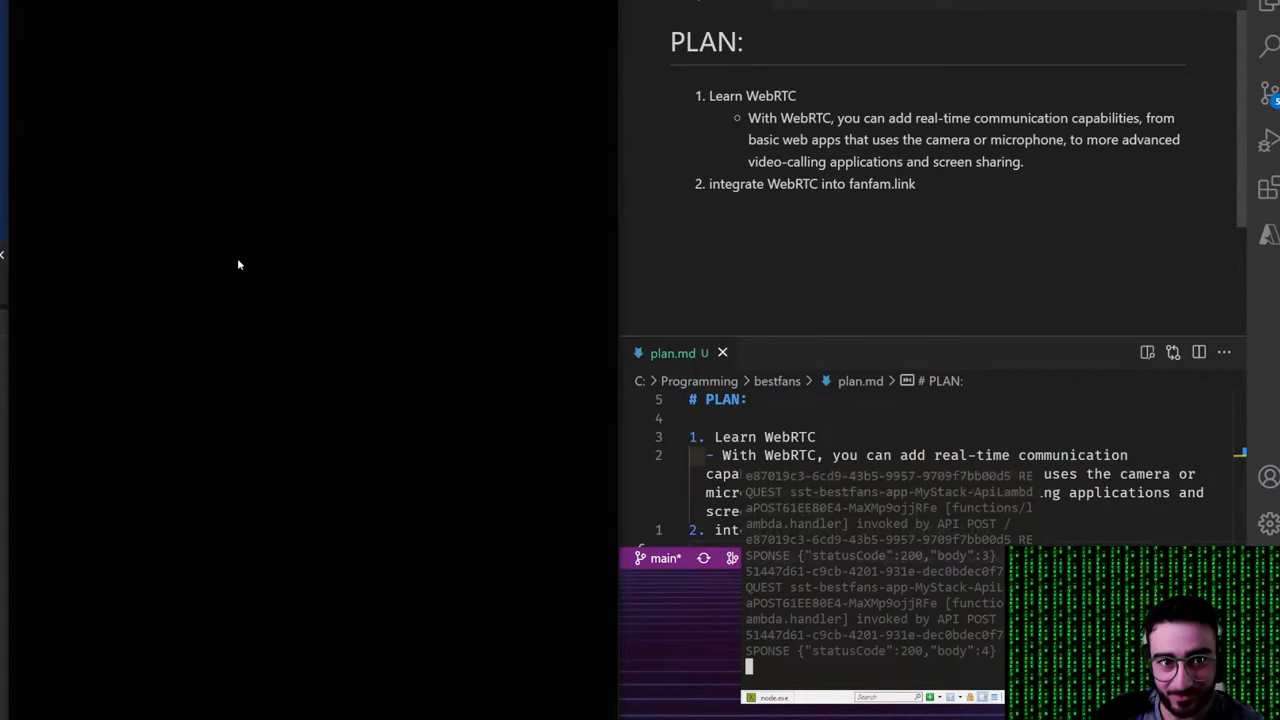 PLAN:
1. Learn WebRTC
With WebRTC, you can add real-time communication capabilities, from
basic web apps that uses the camera or microphone, to more advanced
video-calling applications and screen sharing.
2. integrate WebRTC into fanfam.link
5
plan.md U
C: > Programming > bestfans > plan.md > # PLAN:
5 # PLAN:
4
3 1. Learn WebRTC
2 - With WebRTC, you can add real-time communication
capa uses the camera or
micr ng applications and
scre
1 2. int
main*
e87019c3-6cd9-43b5-9957-9709f7bb00d5 RE
QUEST sst-bestfans-app-MyStack-ApiLambd
aPOST61EE80E4-MaXMp9ojjRFe [functions/l
ambda.handler] invoked by API POST /
e87019c3-6cd9-43b5-9957-9709f7bb00d5 RE
SPONSE {"statusCode":200,"body":3}
51447d61-c9cb-4201-931e-dec0bdec0f7
QUEST sst-bestfans-app-MyStack-ApiL
aPOST61EE80E4-MaXMp9ojjRFe [functio
ambda.handler] invoked by API POST
51447d61-c9cb-4201-931e-dec0bdec0f7
SPONSE {"statusCode":200,"body":4}
node.exe
Search